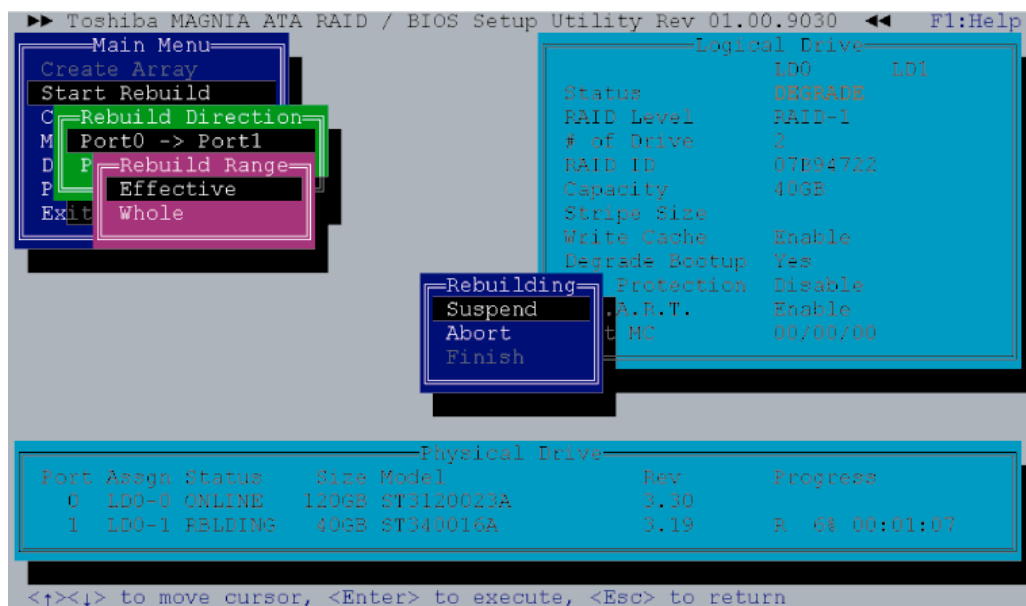 ▶▶ Toshiba MAGNIA ATA RAID / BIOS Setup Utility Rev 01.00.9030 ◀◀ F1:Help
Main Menu
Create Array
Start Rebuild
C
Rebuild Direction
M
Port0 -> Port1
D
P
Rebuild Range
P
Effective
Exit
Whole
Logical Drive
LD0 LD1
Status DEGRADE
RAID Level RAID-1
# of Drive 2
RAID ID 07B94722
Capacity 40GB
Stripe Size
Write Cache Enable
Degrade Bootup Yes
Protection Disable
.A.R.T. Enable
t MC 00/00/00
Rebuilding
Suspend
Abort
Finish
Physical Drive
Port Assgn Status Size Model Rev Progress
0 LD0-0 ONLINE 120GB ST3120023A 3.30
1 LD0-1 RBLDING 40GB ST340016A 3.19 R 6% 00:01:07
<↑><↓> to move cursor, <Enter> to execute, <Esc> to return